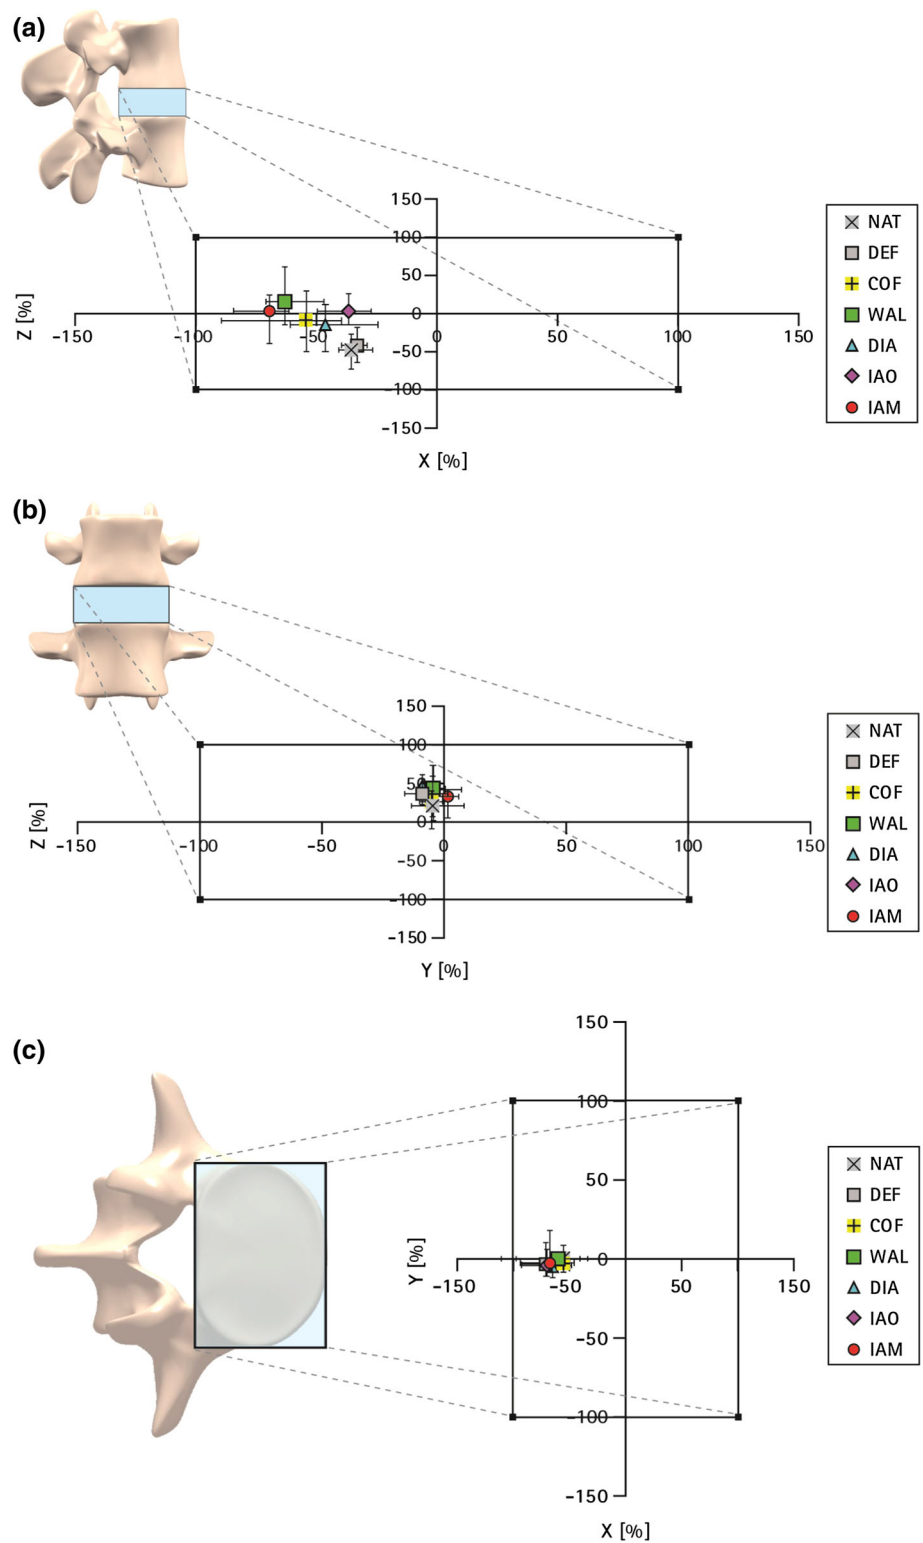 (a)
150
100
50
0
-50
-100
-150
-150 -100 -50 0 50 100 150
Z [%]
X [%]
NAT
DEF
COF
WAL
DIA
IAO
IAM
(b)
150
100
50
0
-50
-100
-150
-150 -100 -50 0 50 100 150
Z [%]
Y [%]
NAT
DEF
COF
WAL
DIA
IAO
IAM
(c)
150
100
50
0
-50
-100
-150
-150 -50 50 150
Y [%]
X [%]
NAT
DEF
COF
WAL
DIA
IAO
IAM